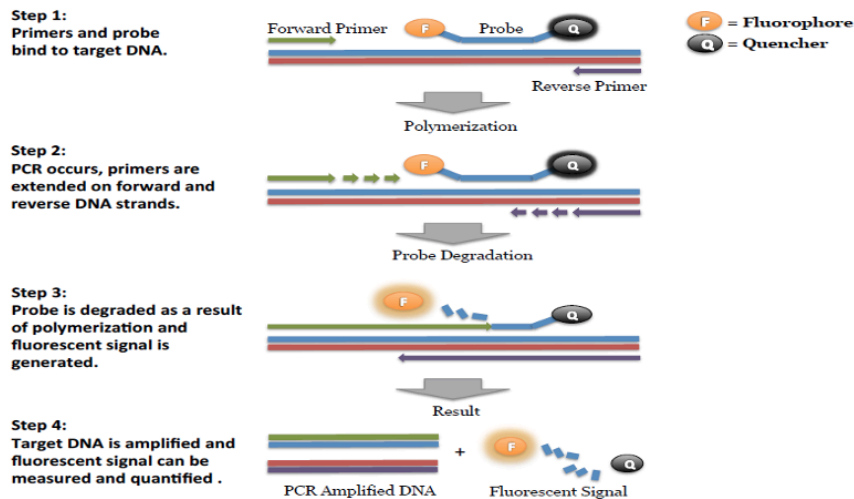 Step 1:
Primers and probe
bind to target DNA.
Forward Primer
F
Probe
Q
F = Fluorophore
Q = Quencher
Reverse Primer
Polymerization
Step 2:
PCR occurs, primers are
extended on forward and
reverse DNA strands.
F
Q
Probe Degradation
Step 3:
Probe is degraded as a result
of polymerization and
fluorescent signal is
generated.
F
Q
Result
Step 4:
Target DNA is amplified and
fluorescent signal can be
measured and quantified .
+
F
Q
PCR Amplified DNA
Fluorescent Signal